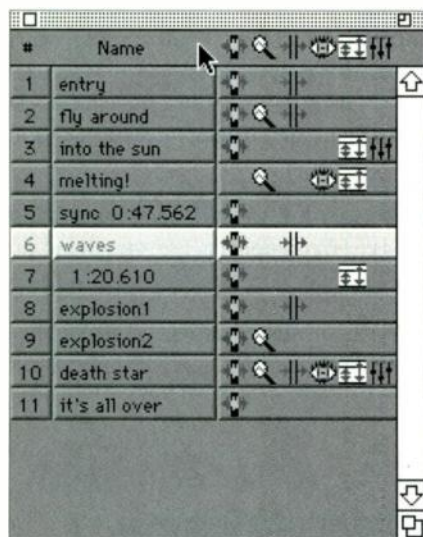 # Name
1 entry
2 fly around
3 into the sun
4 melting!
5 sync 0:47.562
6 waves
7 1:20.610
8 explosion1
9 explosion2
10 death star
11 it's all over